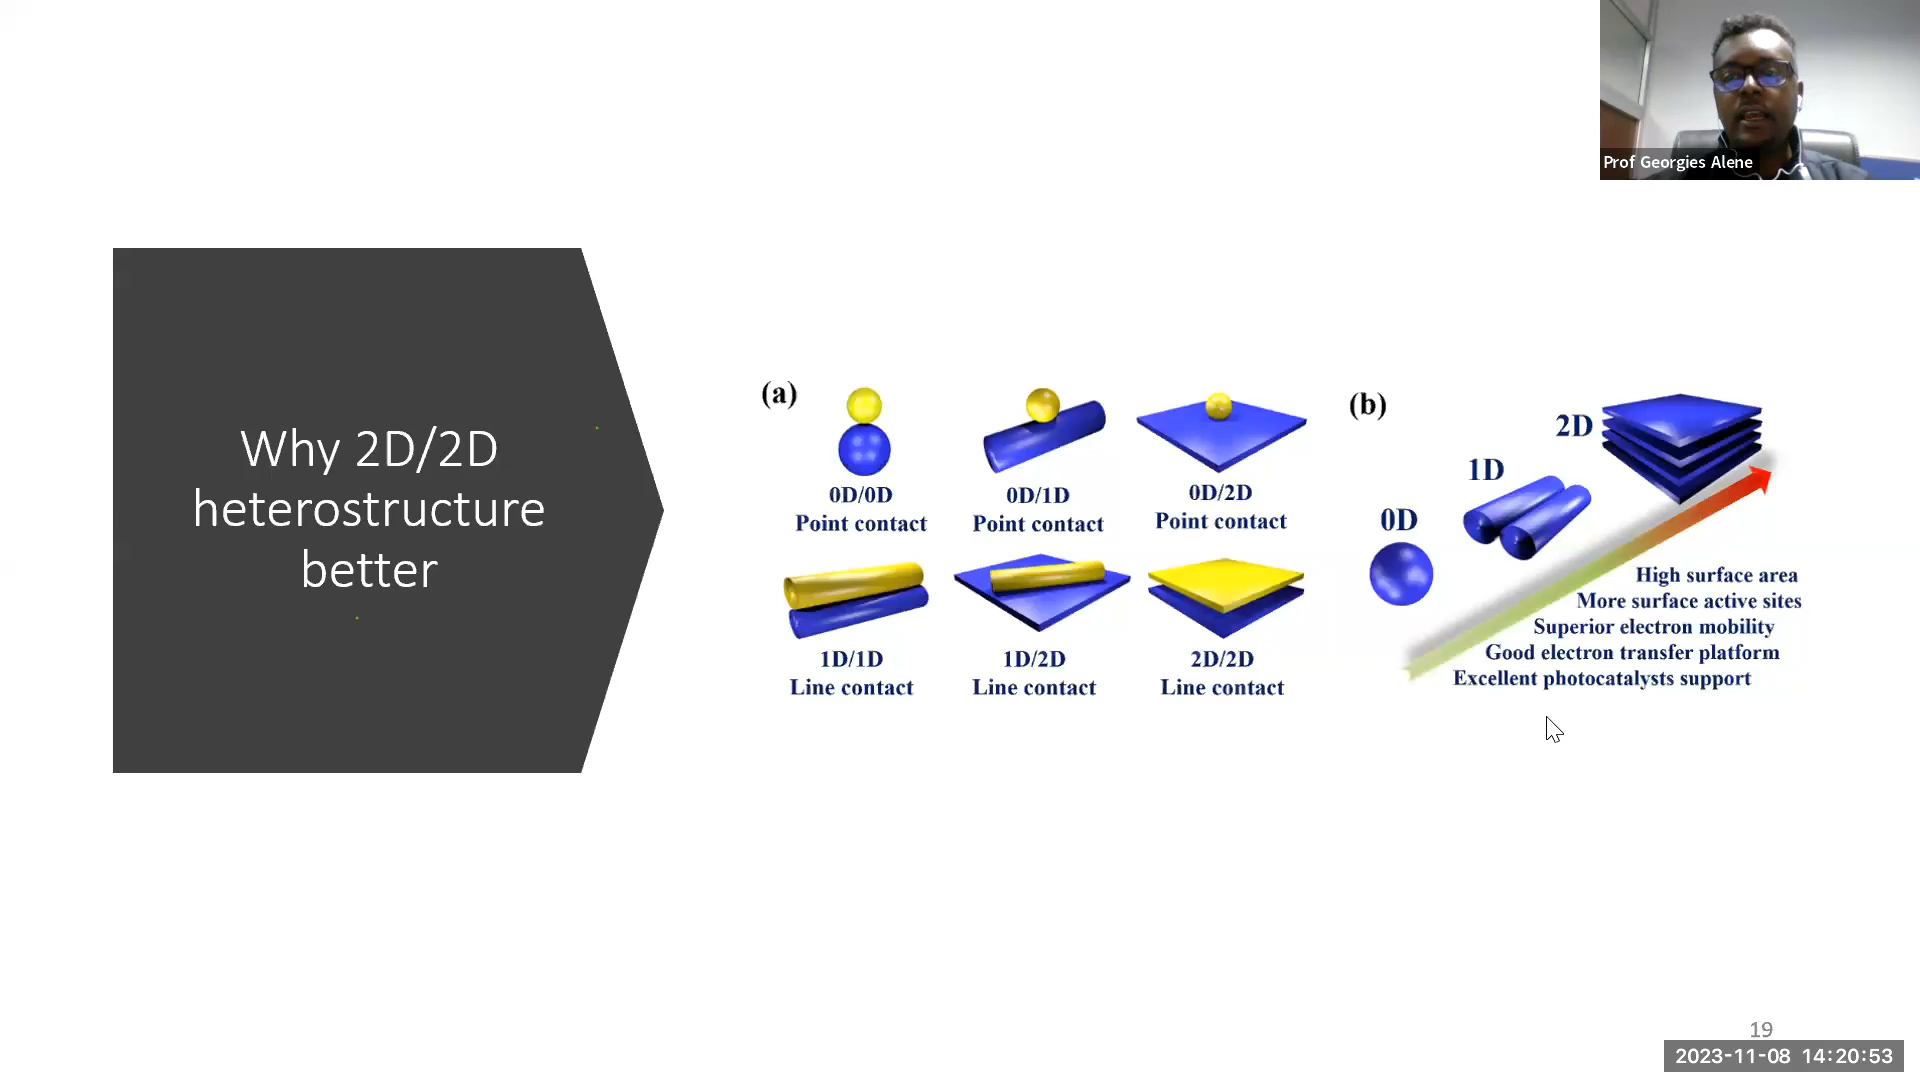 Prof Georgies Alene
Why 2D/2D
heterostructure
better
(a)
0D/0D
Point contact
0D/1D
Point contact
0D/2D
Point contact
1D/1D
Line contact
1D/2D
Line contact
2D/2D
Line contact
(b)
2D
1D
0D
High surface area
More surface active sites
Superior electron mobility
Good electron transfer platform
Excellent photocatalysts support
19
2023-11-08 14:20:53